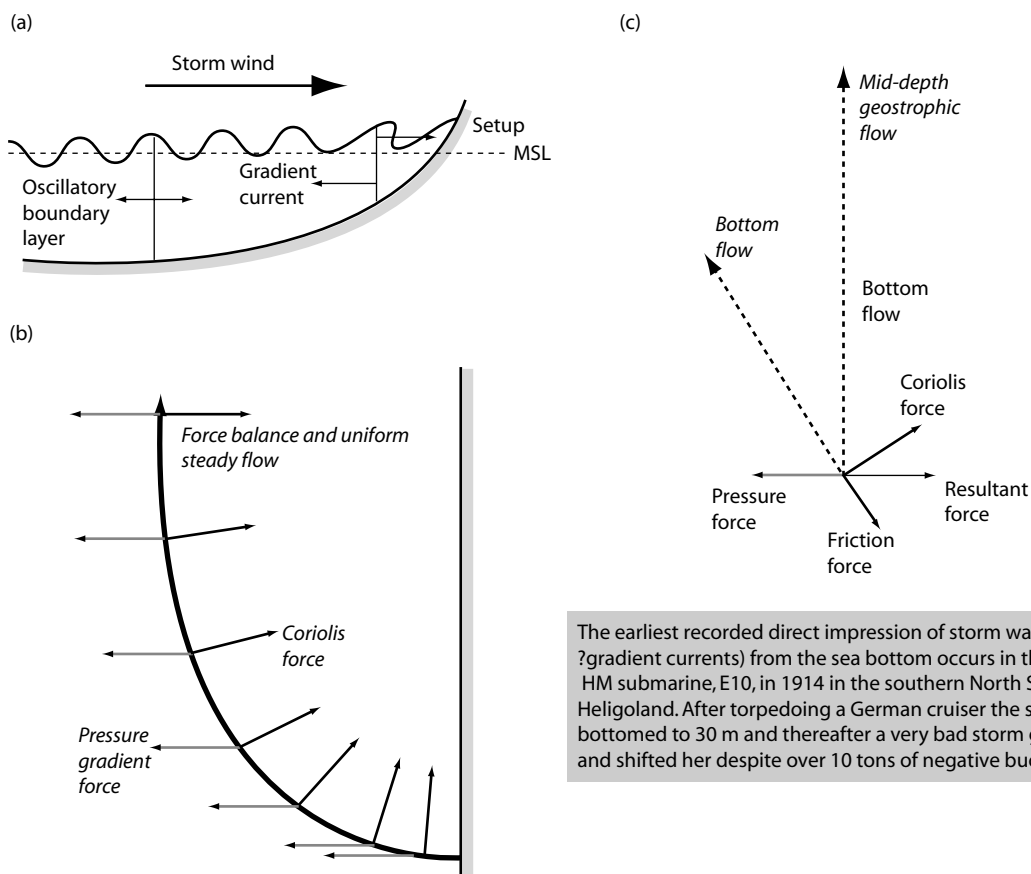 (a)
Storm wind
Setup
MSL
Oscillatory
boundary
layer
Gradient
current
(b)
Force balance and uniform
steady flow
Coriolis
force
Pressure
gradient
force
(c)
Mid-depth
geostrophic
flow
Bottom
flow
Bottom
flow
Coriolis
force
Pressure
force
Resultant
force
Friction
force
The earliest recorded direct impression of storm wa
?gradient currents) from the sea bottom occurs in th
HM submarine, E10, in 1914 in the southern North S
Heligoland. After torpedoing a German cruiser the s
bottomed to 30 m and thereafter a very bad storm
and shifted her despite over 10 tons of negative bu